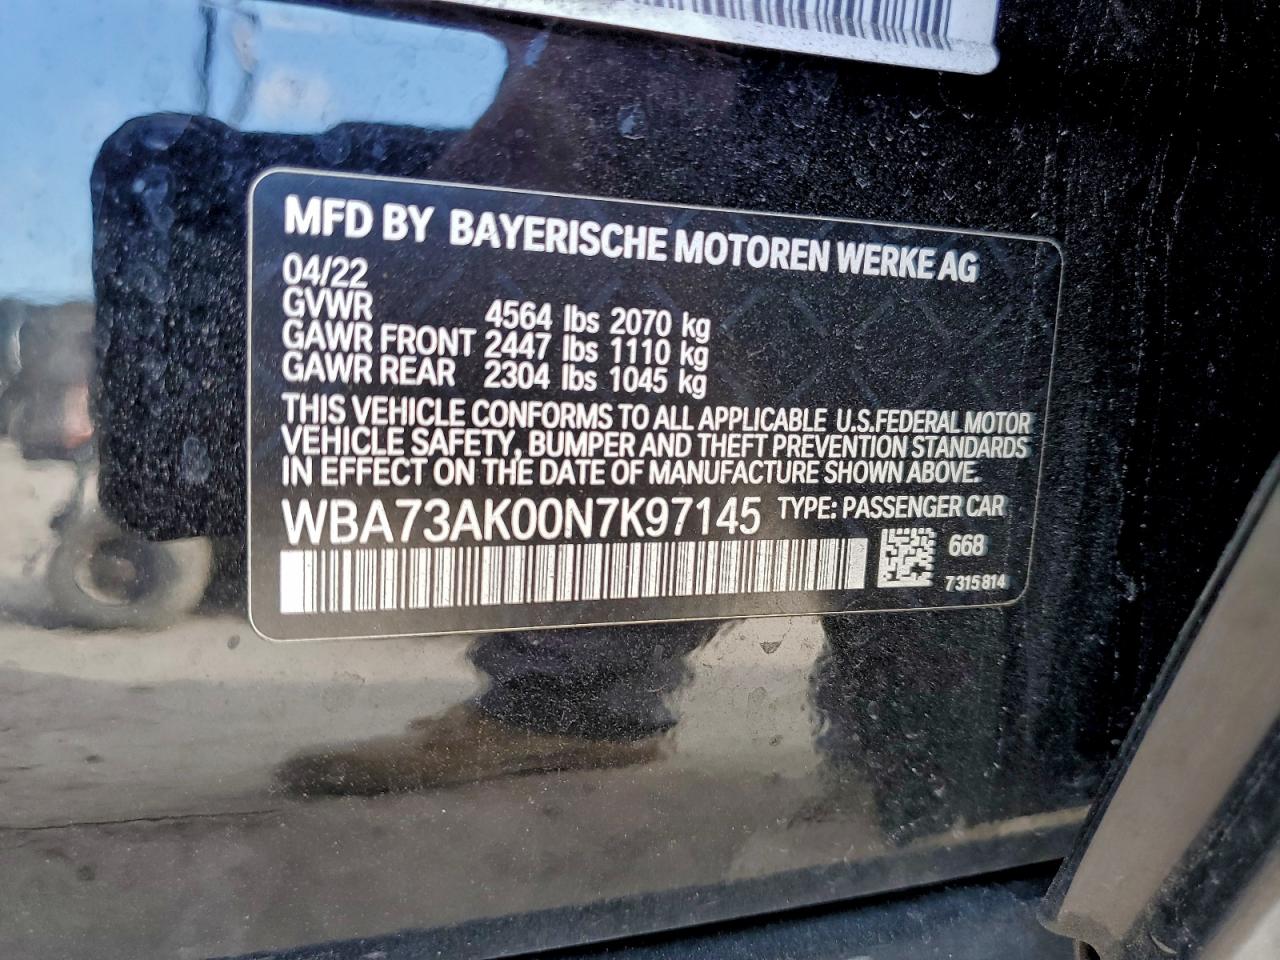 MFD BY BAYERISCHE MOTOREN WERKE AG
04/22
GVWR 4564 lbs 2070 kg
GAWR FRONT 2447 lbs 1110 kg
GAWR REAR 2304 lbs 1045 kg
THIS VEHICLE CONFORMS TO ALL APPLICABLE U.S.FEDERAL MOTOR
VEHICLE SAFETY, BUMPER AND THEFT PREVENTION STANDARDS
IN EFFECT ON THE DATE OF MANUFACTURE SHOWN ABOVE.
WBA73AK00N7K97145 TYPE: PASSENGER CAR
668
7315814